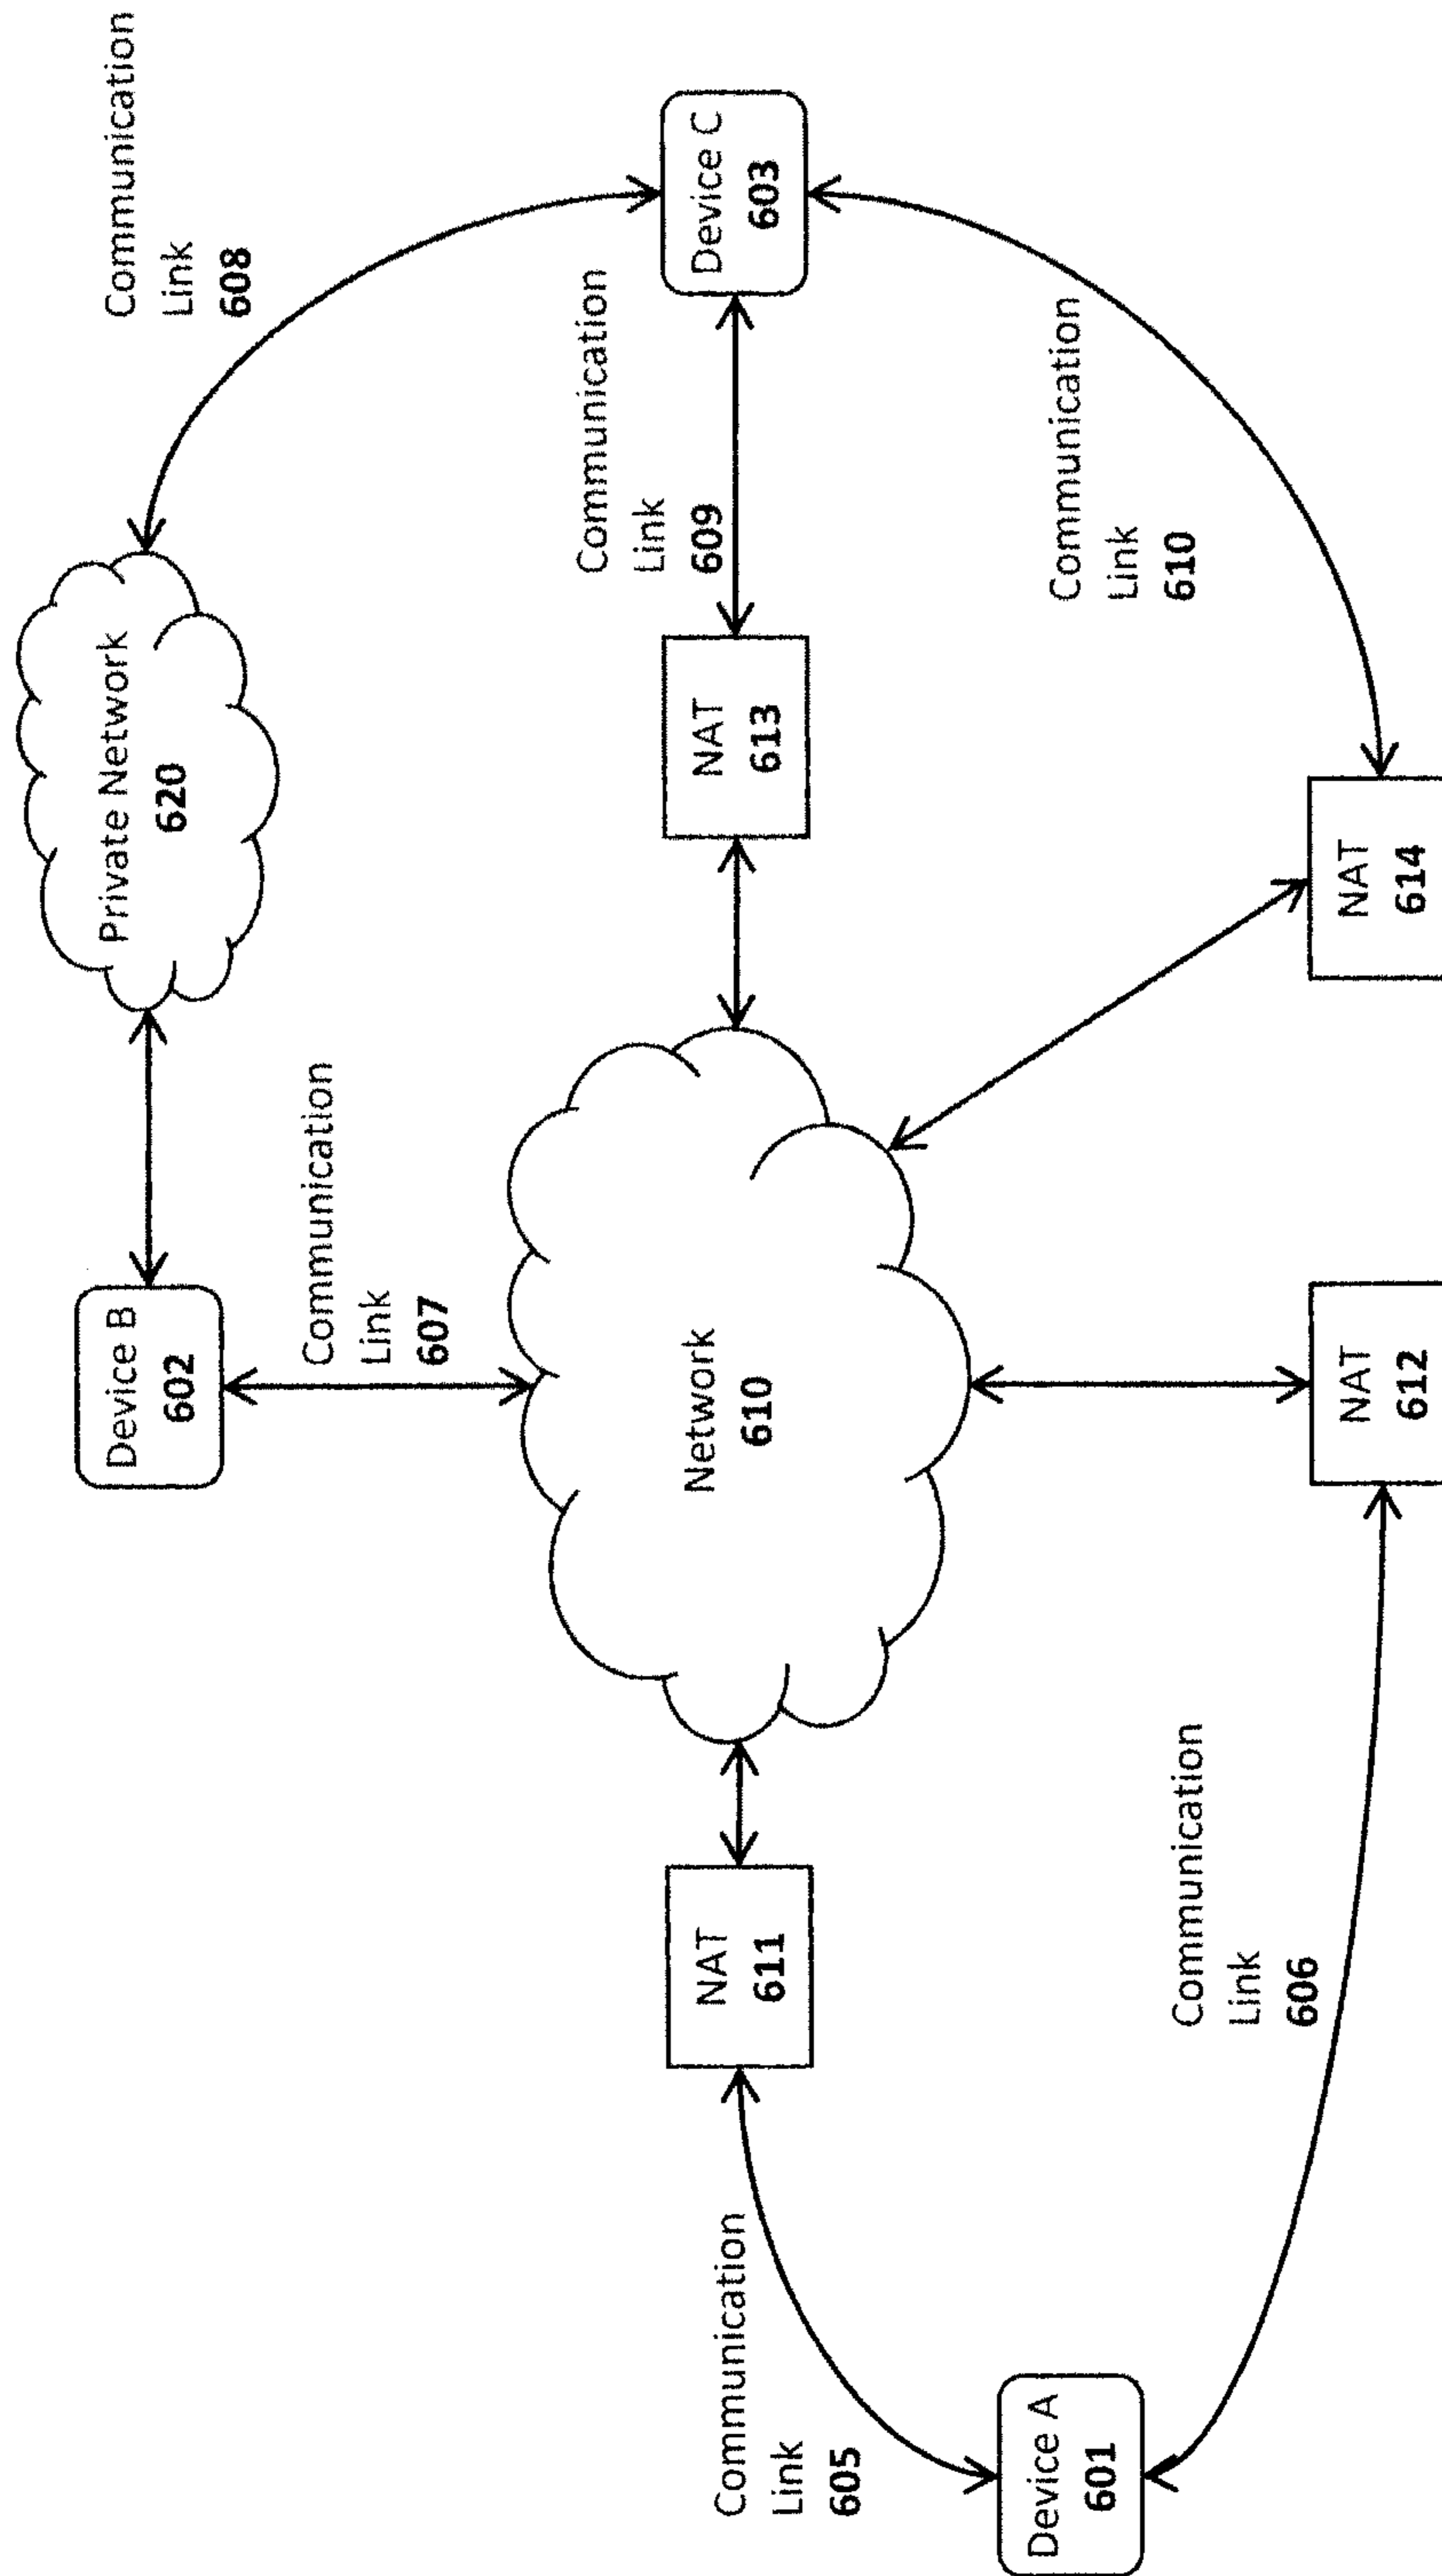 Device B
602
Private Network
620
Communication
Link
608
Communication
Link
607
Communication
Link
605
NAT
611
Network
610
NAT
613
Communication
Link
609
Device C
603
Device A
601
Communication
Link
606
NAT
612
NAT
614
Communication
Link
610